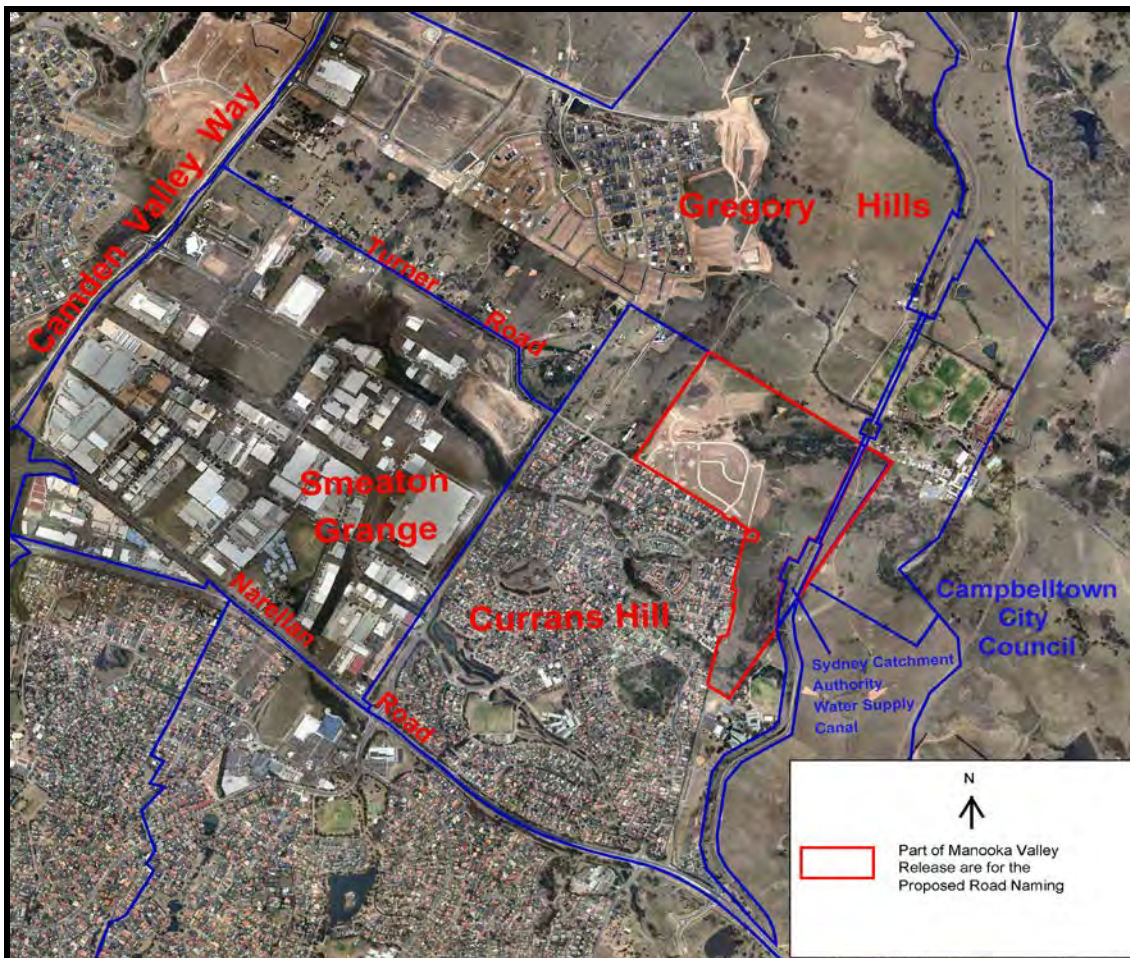 Camden Valley Way
Gregory Hills
Turner Road
Smeaton
Grange
Narellan Road
Currans Hill
Campbelltown
City
Council
Sydney Catchment
Authority
Water Supply
Canal
N
Part of Manooka Valley
Release are for the
Proposed Road Naming